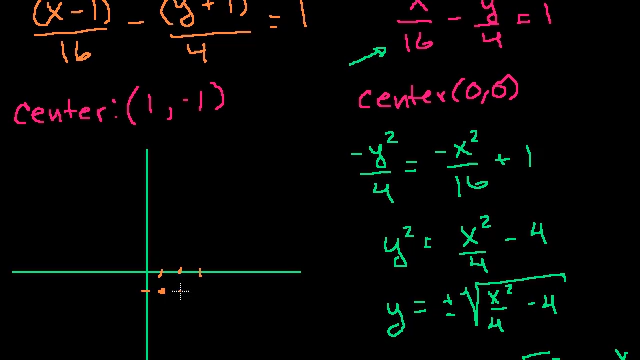 (x-1)/16 - (y+1)/4 = 1
x/16 - y/4 = 1
center: (1, -1)
center (0,0)
-y²/4 = -x²/16 + 1
y² = x²/4 - 4
y = ± √(x²/4 - 4)